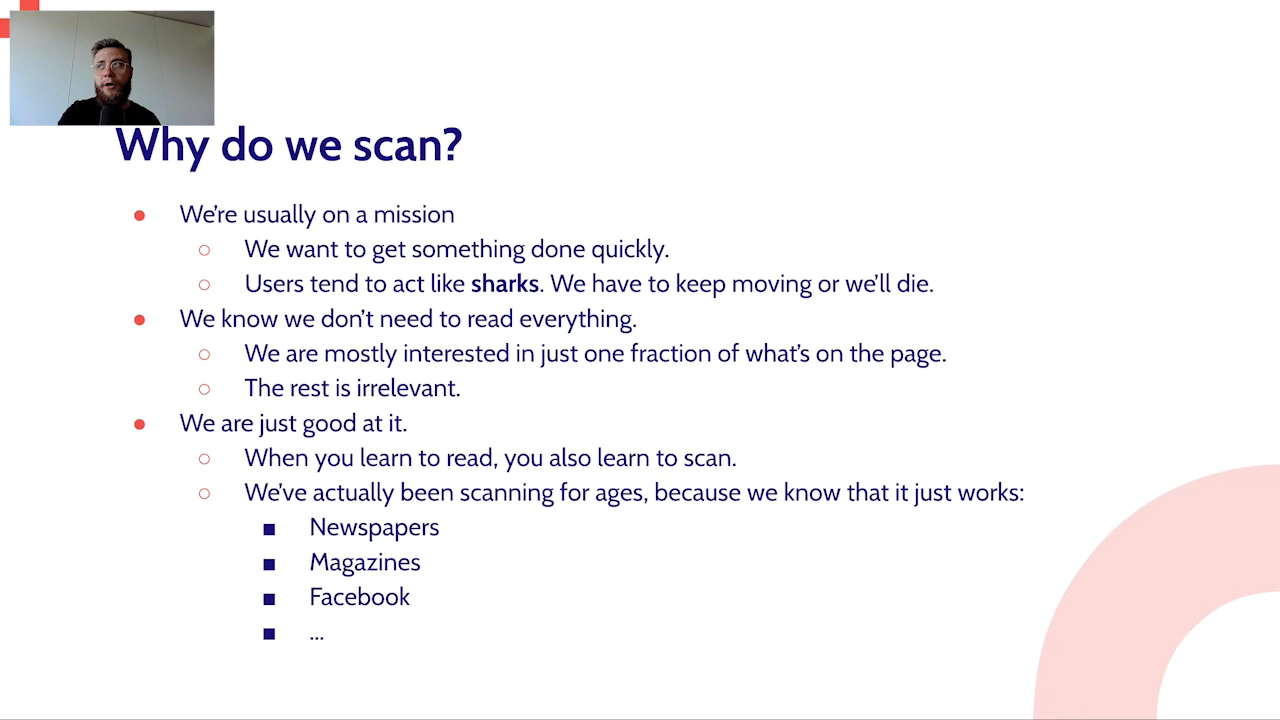 Why do we scan?
We're usually on a mission
We want to get something done quickly.
Users tend to act like sharks. We have to keep moving or we'll die.
We know we don't need to read everything.
We are mostly interested in just one fraction of what's on the page.
The rest is irrelevant.
We are just good at it.
When you learn to read, you also learn to scan.
We've actually been scanning for ages, because we know that it just works:
Newspapers
Magazines
Facebook
...